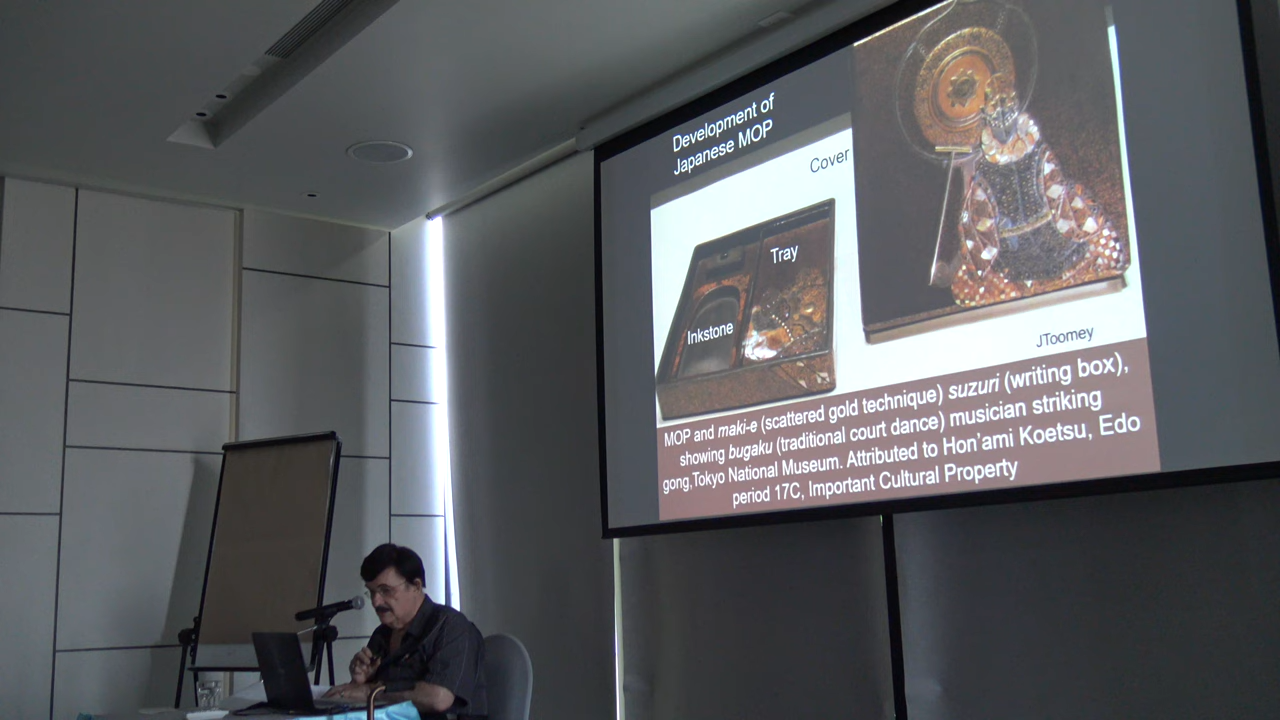 Development of
Japanese MOP
Cover
Tray
Inkstone
JToomey
MOP and maki-e (scattered gold technique) suzuri (writing box),
showing bugaku (traditional court dance) musician striking
gong,Tokyo National Museum. Attributed to Hon'ami Koetsu, Edo
period 17C, Important Cultural Property